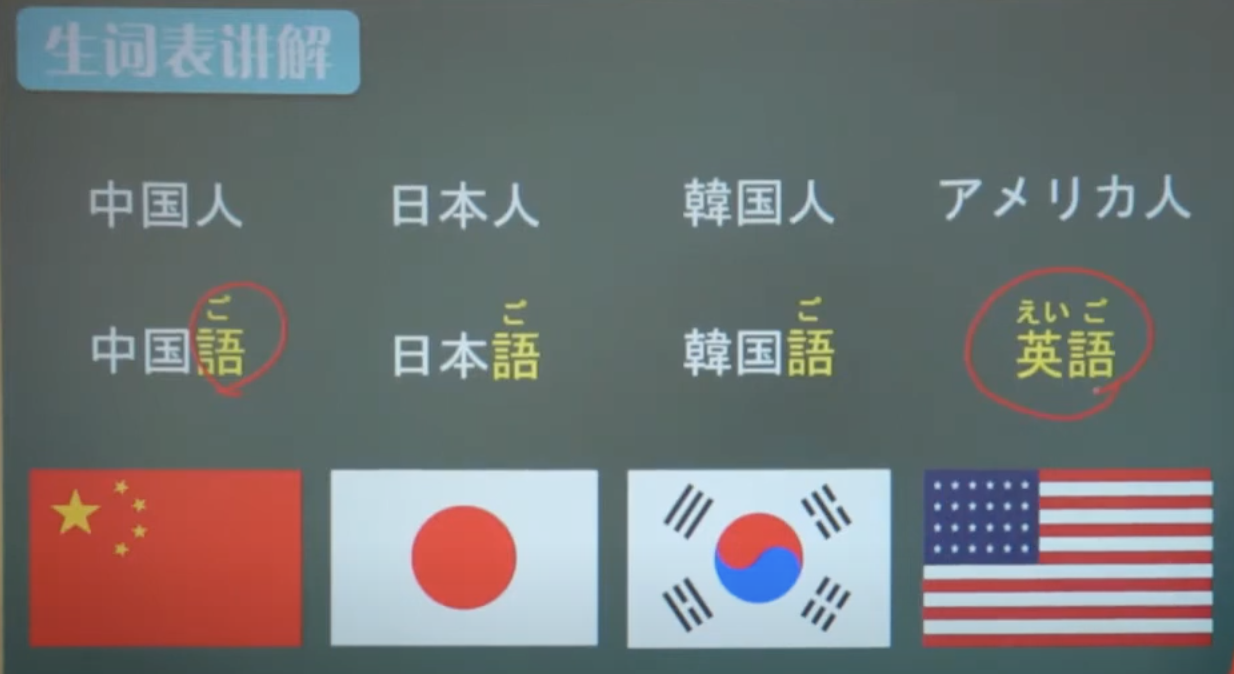 生词表讲解
中国人 日本人 韓国人 アメリカ人
ご ご ご えいご
中国語 日本語 韓国語 英語